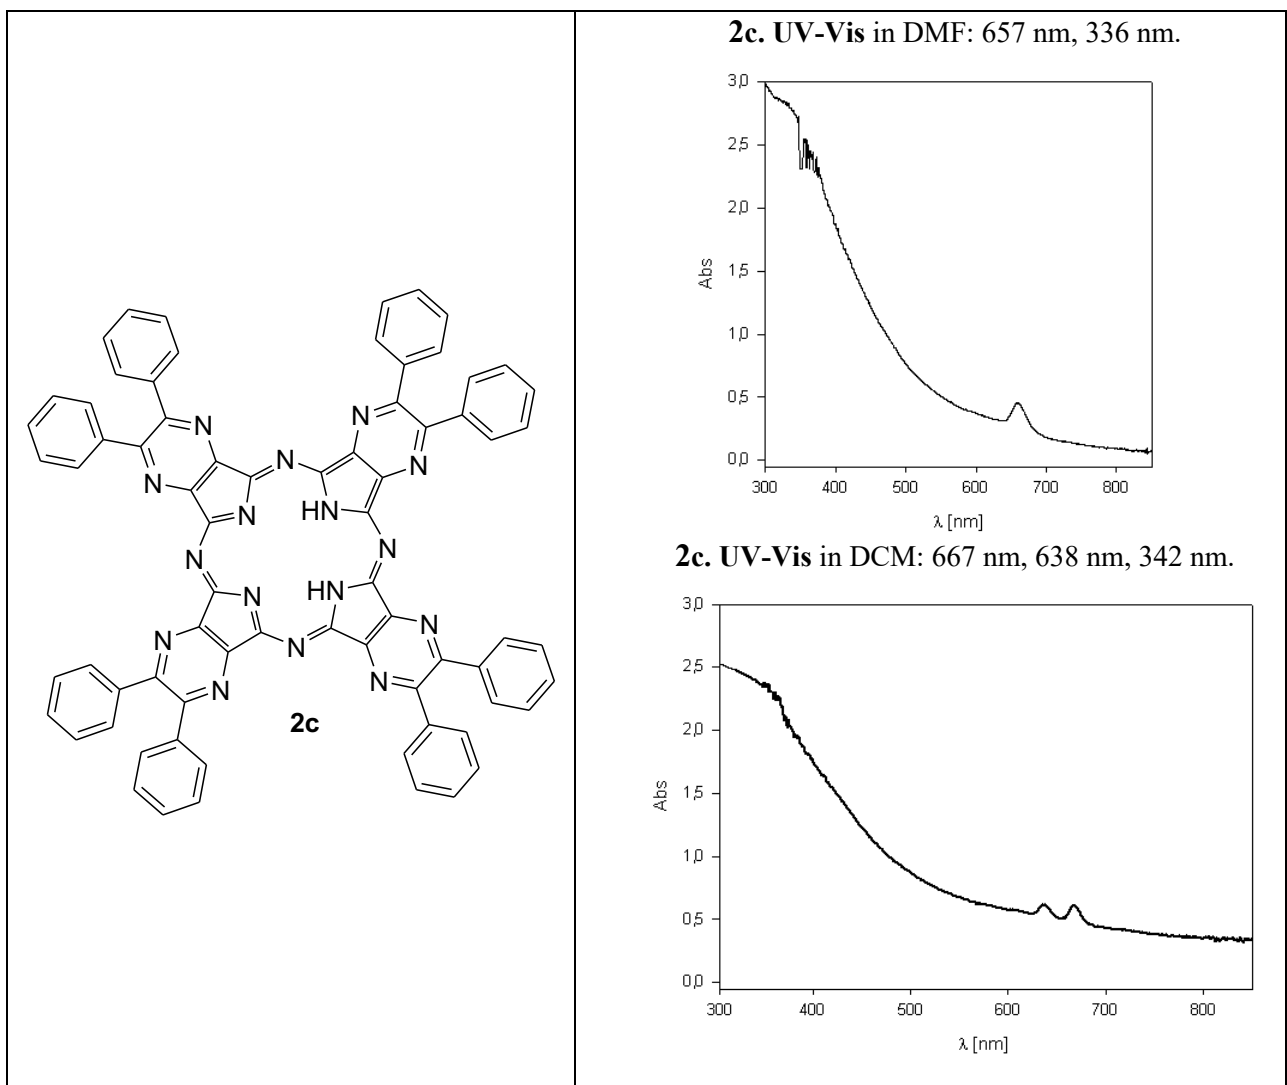 N
N
N
HN
N
N
N
N
N
N
N
HN
N
N
N
N
N
N
2c
2c. UV-Vis in DMF: 657 nm, 336 nm.
3,0
2,5
2,0
1,5
1,0
0,5
0,0
Abs
300 400 500 600 700 800
λ [nm]
2c. UV-Vis in DCM: 667 nm, 638 nm, 342 nm.
3,0
2,5
2,0
1,5
1,0
0,5
0,0
Abs
300 400 500 600 700 800
λ [nm]